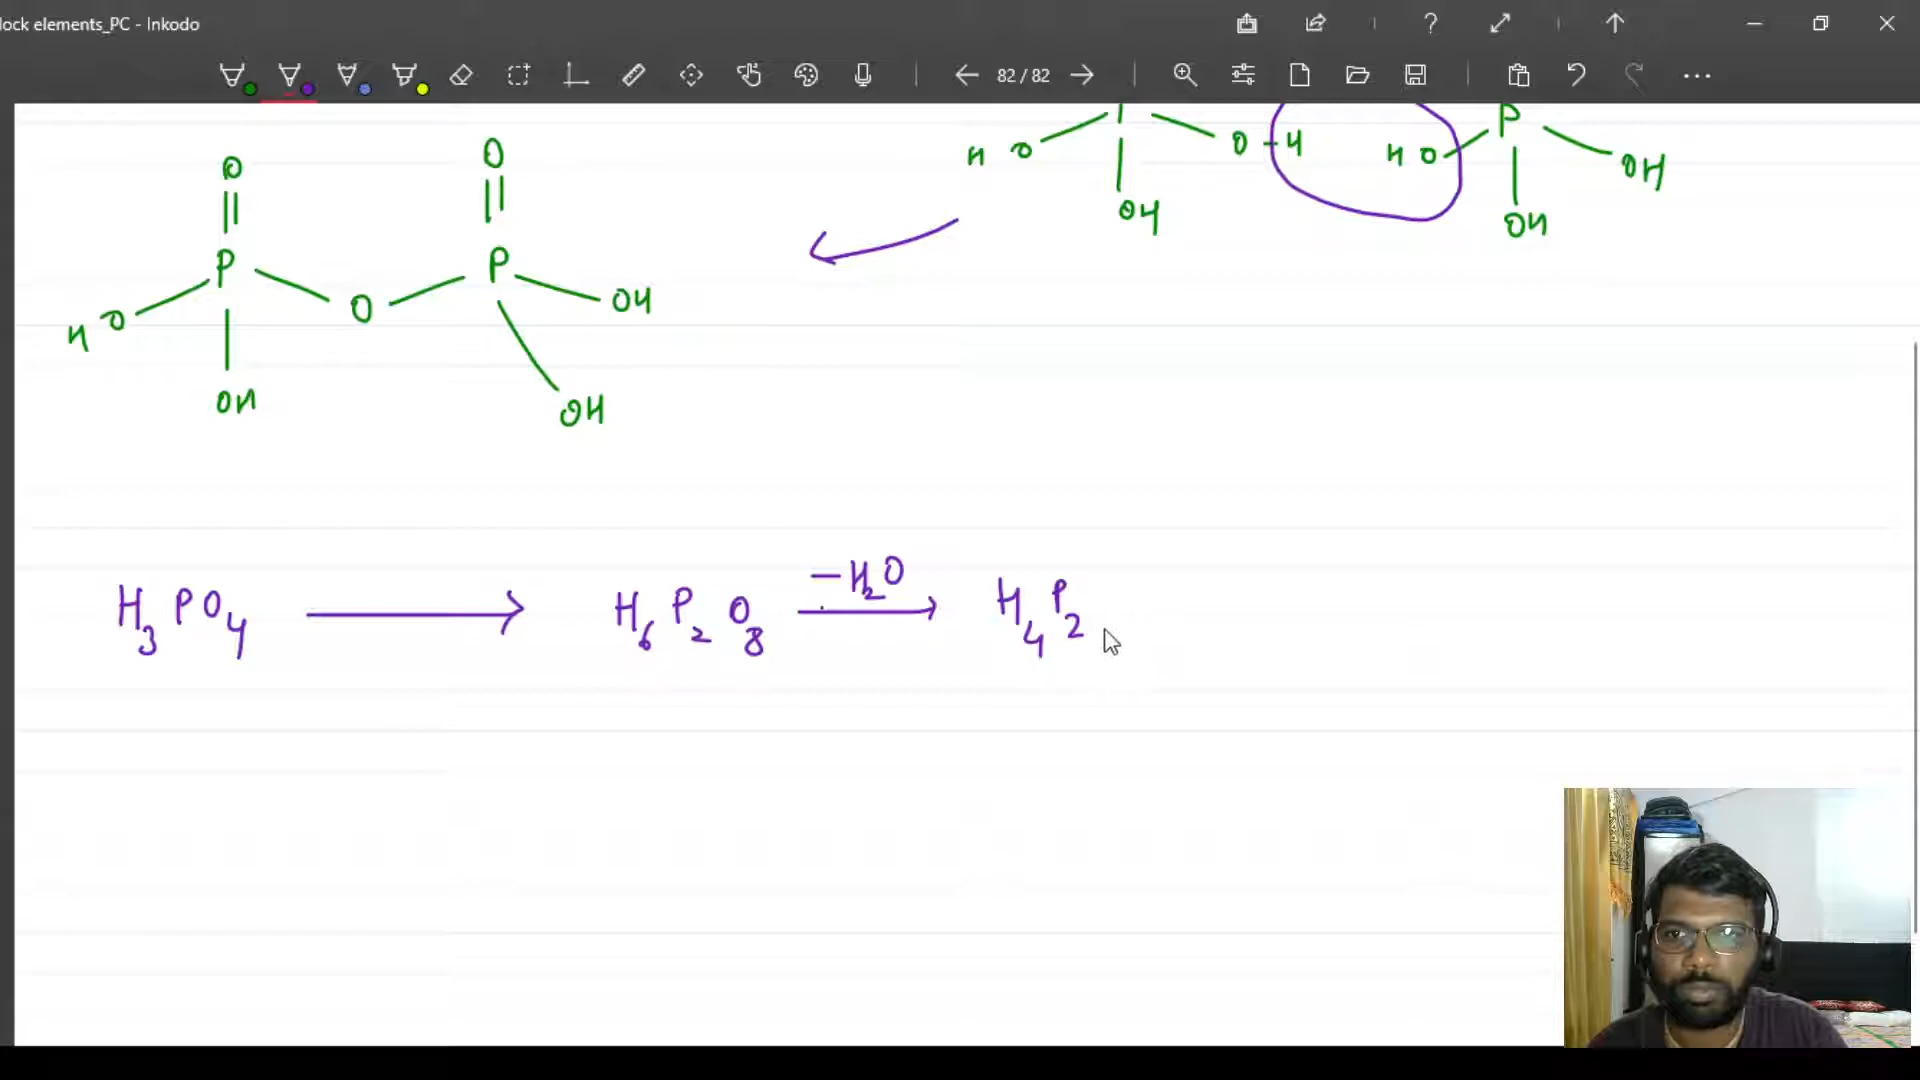 lock elements_PC - Inkodo
82 / 82
O O
P O P
HO OH OH OH
HO O-H HO P OH
OH OH
H3PO4 ⟶ H6P2O8 –H2O→ H4P2